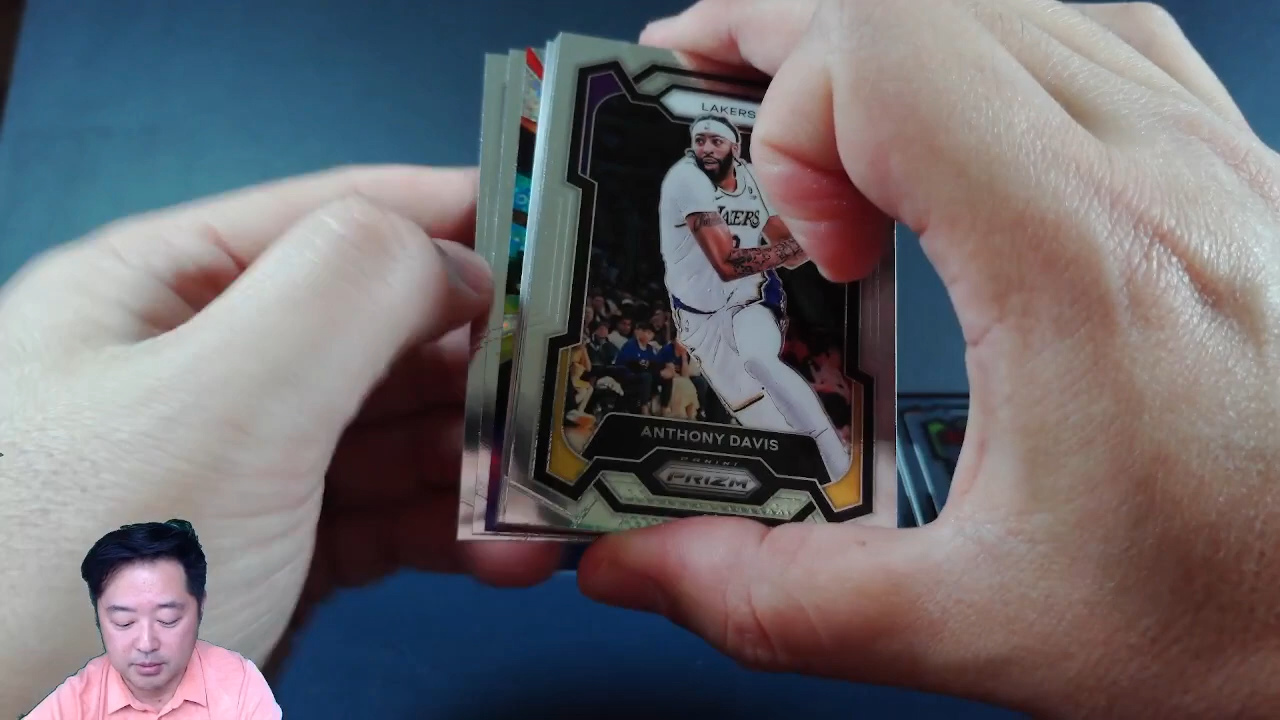 LAKERS
LAKERS
ANTHONY DAVIS
PANINI
PRIZM